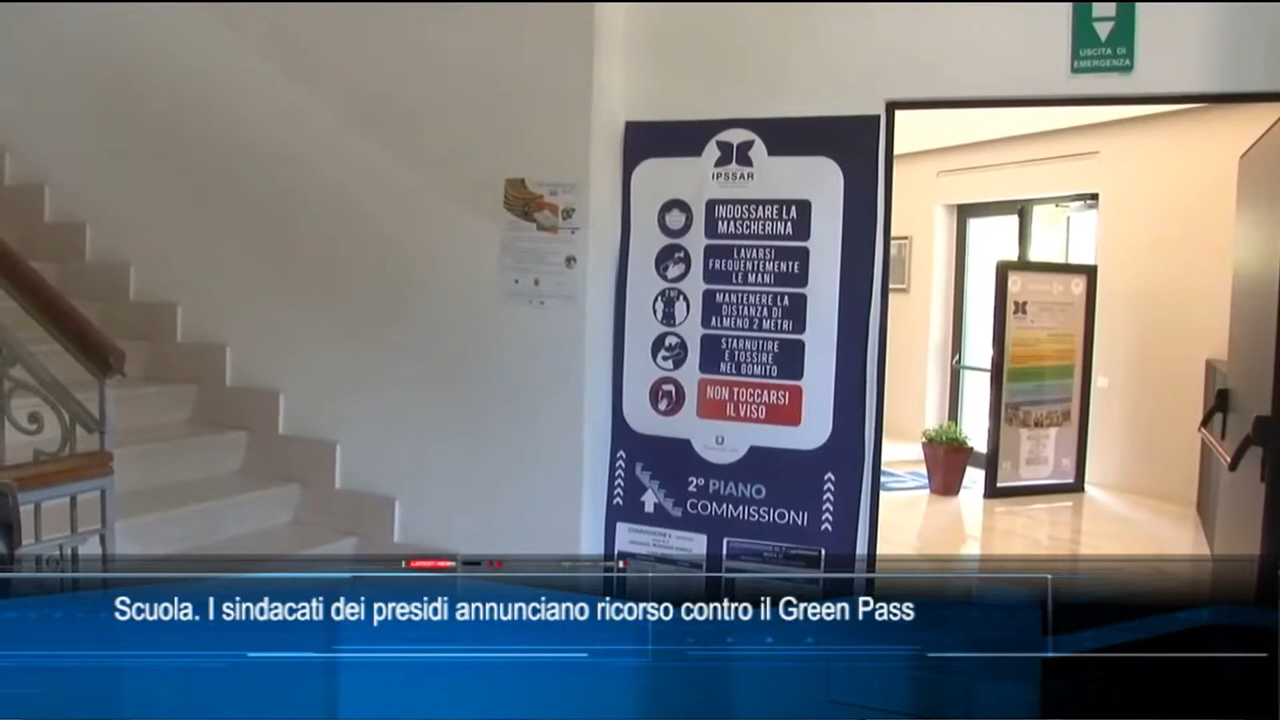 USCITA DI
EMERGENZA
IPSSAR
INDOSSARE LA
MASCHERINA
LAVARSI
FREQUENTEMENTE
LE MANI
MANTENERE LA
DISTANZA DI
ALMENO 2 METRI
STARNUTIRE
E TOSSIRE
NEL GOMITO
NON TOCCARSI
IL VISO
2° PIANO
COMMISSIONI
LATEST NEWS
Scuola. I sindacati dei presidi annunciano ricorso contro il Green Pass